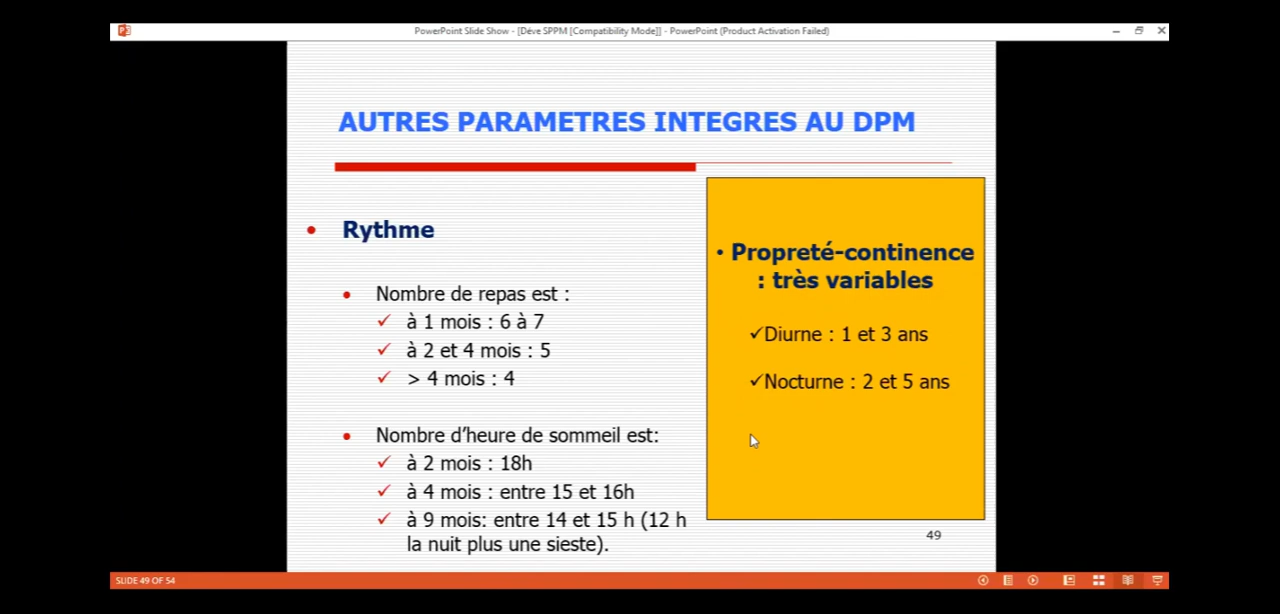 PowerPoint Slide Show - [Déve SPPM [Compatibility Mode]] - PowerPoint (Product Activation Failed)
AUTRES PARAMETRES INTEGRES AU DPM
• Rythme
• Nombre de repas est :
✓ à 1 mois : 6 à 7
✓ à 2 et 4 mois : 5
✓ > 4 mois : 4
• Nombre d'heure de sommeil est:
✓ à 2 mois : 18h
✓ à 4 mois : entre 15 et 16h
✓ à 9 mois: entre 14 et 15 h (12 h
la nuit plus une sieste).
• Propreté-continence
: très variables
✓Diurne : 1 et 3 ans
✓Nocturne : 2 et 5 ans
49
SLIDE 49 OF 54